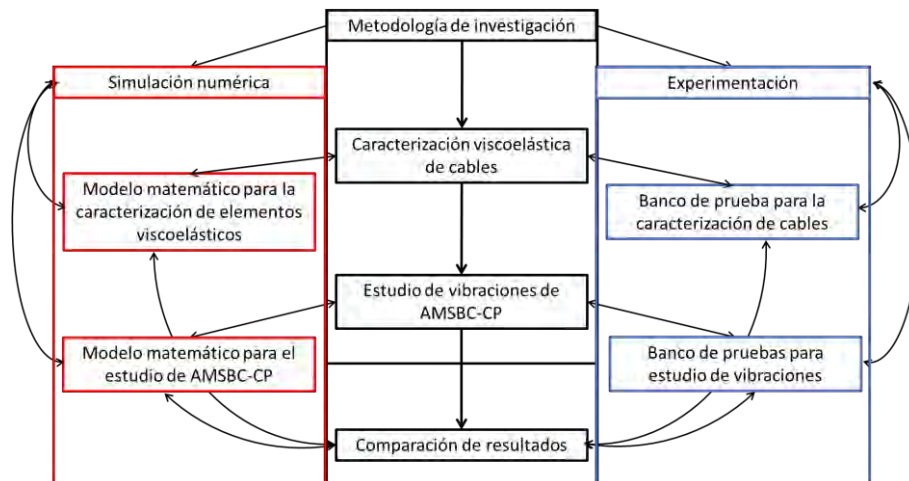 Metodología de investigación
Simulación numérica
Experimentación
Caracterización viscoelástica
de cables
Modelo matemático para la
caracterización de elementos
viscoelásticos
Banco de prueba para la
caracterización de cables
Estudio de vibraciones de
AMSBC-CP
Modelo matemático para el
estudio de AMSBC-CP
Banco de pruebas para
estudio de vibraciones
Comparación de resultados